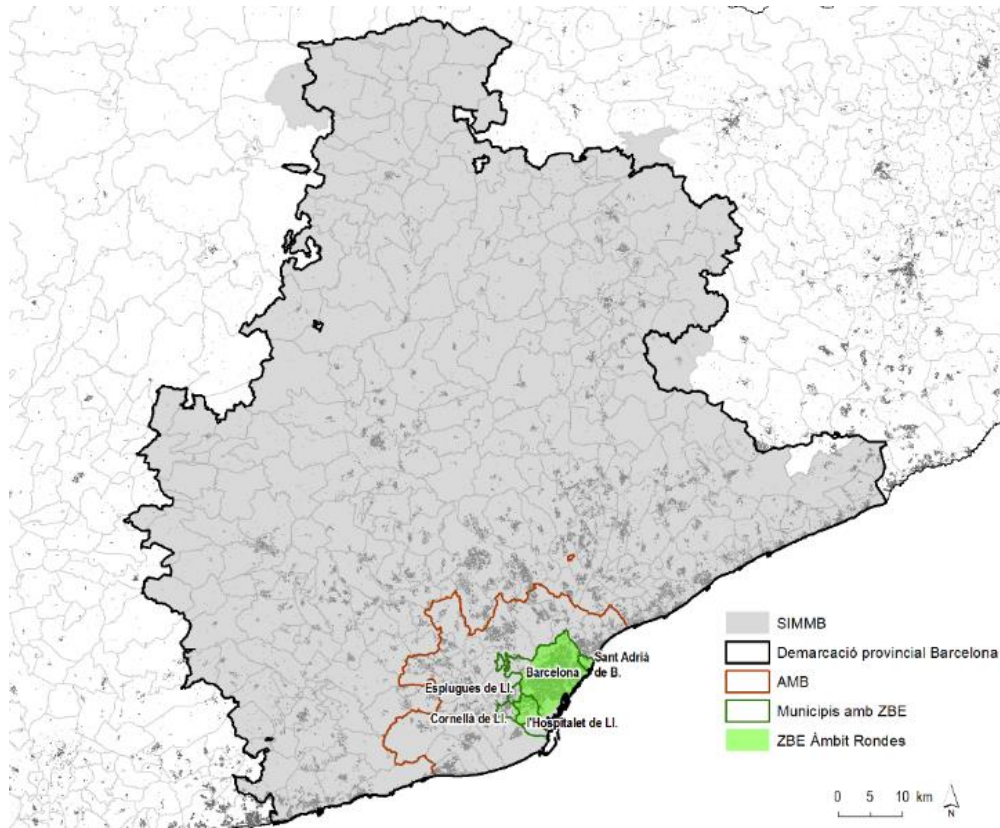 Sant Adrià
de B.
Barcelona
Esplugues de Ll.
Cornellà de Ll.
l'Hospitalet de Ll.
SIMMB
Demarcació provincial Barcelona
AMB
Municipis amb ZBE
ZBE Àmbit Rondes
0 5 10 km
N